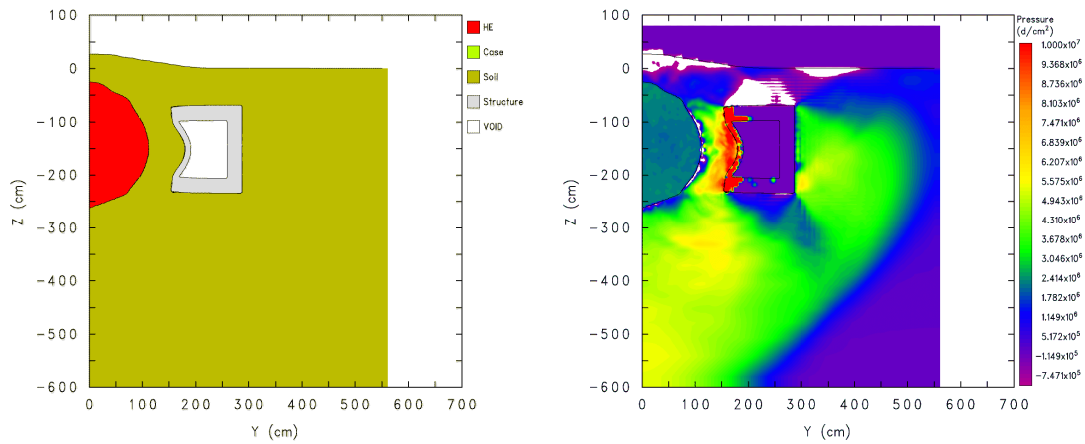 100
0
-100
-200
-300
-400
-500
-600
Z (cm)
0 100 200 300 400 500 600 700
Y (cm)
HE
Case
Soil
Structure
VOID
100
0
-100
-200
-300
-400
-500
-600
Z (cm)
0 100 200 300 400 500 600 700
Y (cm)
Pressure
(d/cm²)
1.000x10⁷
9.368x10⁶
8.736x10⁶
8.103x10⁶
7.471x10⁶
6.839x10⁶
6.207x10⁶
5.575x10⁶
4.943x10⁶
4.310x10⁶
3.678x10⁶
3.046x10⁶
2.414x10⁶
1.782x10⁶
1.149x10⁶
5.172x10⁵
-1.149x10⁵
-7.471x10⁵